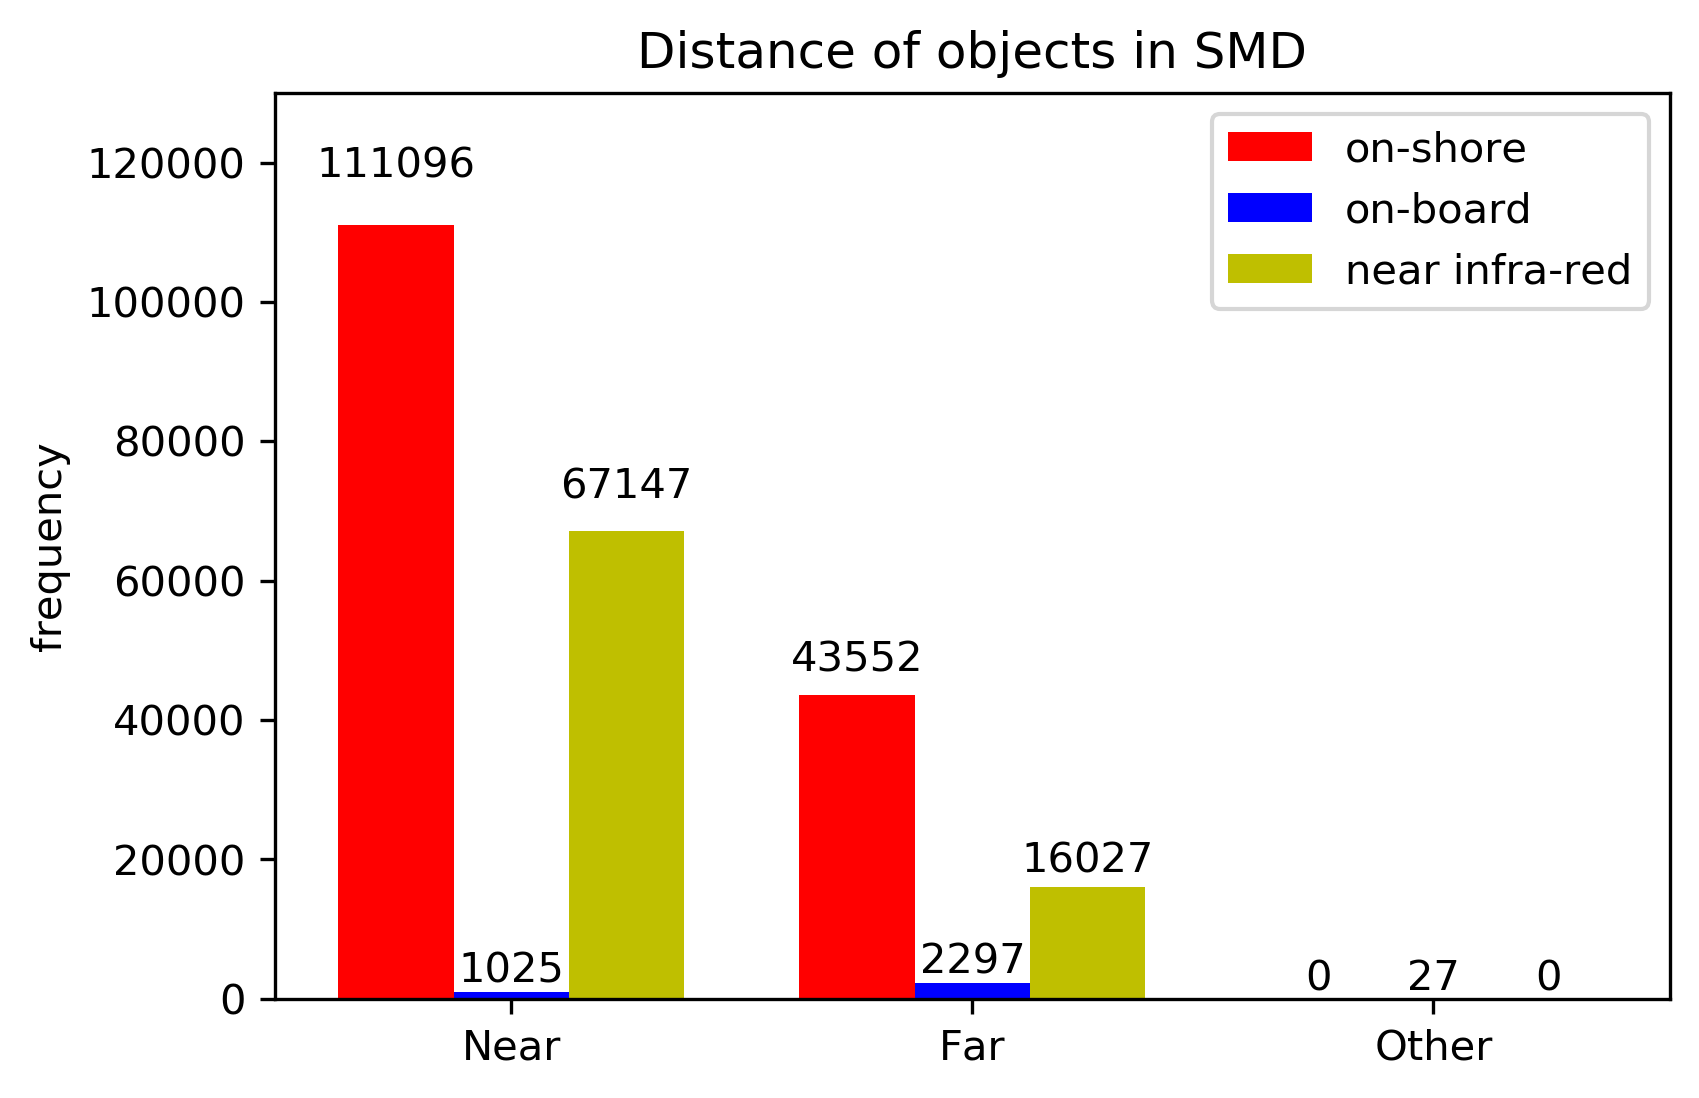 Distance of objects in SMD
frequency
120000
100000
80000
60000
40000
20000
0
111096
1025
67147
43552
2297
16027
0
27
0
Near
Far
Other
on-shore
on-board
near infra-red